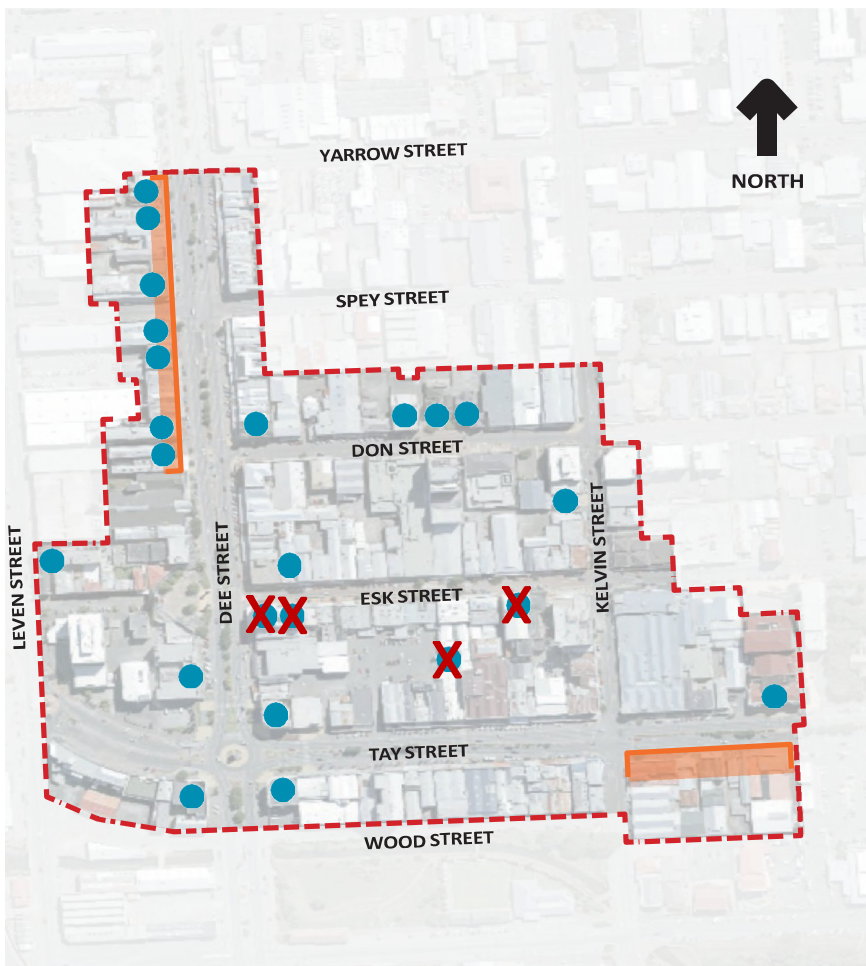 YARROW STREET
NORTH
SPEY STREET
DON STREET
LEVEN STREET
DEE STREET
KELVIN STREET
ESK STREET
X X X
X
TAY STREET
WOOD STREET